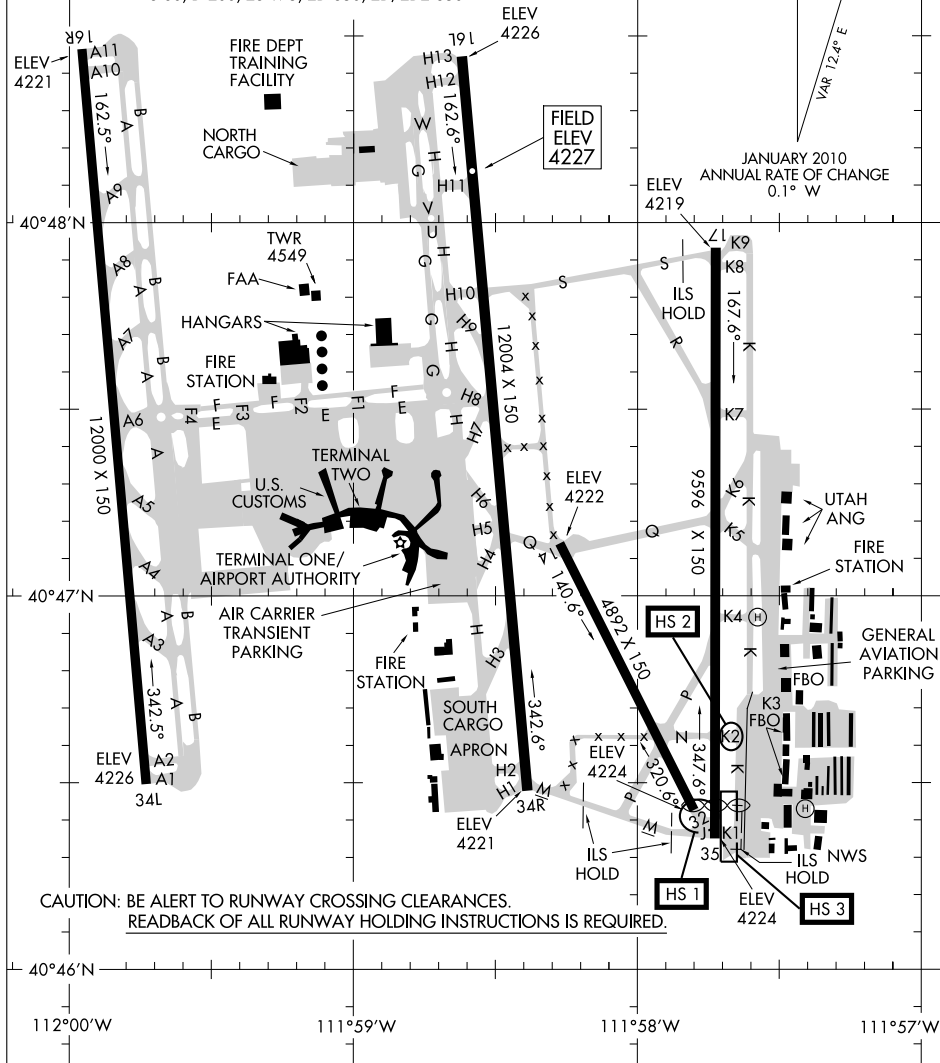 ELEV
4221
16R
A11
A10
162.5°
B
A
A9
FIRE DEPT
TRAINING
FACILITY
NORTH
CARGO
16L
ELEV
4226
H13
H12
162.6°
W
H
G
H11
V
FIELD
ELEV
4227
VAR 12.4° E
JANUARY 2010
ANNUAL RATE OF CHANGE
0.1° W
40°48'N
ELEV
4219
17
K9
K8
A8
B
A
TWR
4549
FAA
U
H
G
H10
S
S
ILS
HOLD
167.6°
HANGARS
A7
B
A
G
H9
H
G
12004 X 150
R
K
FIRE
STATION
12000 X 150
A6
F4
F
E
F3
E
F
F2
E
F1
F
E
H8
H
H7
K7
A
TERMINAL
TWO
U.S.
CUSTOMS
ELEV
4222
9596 X 150
K6
K
UTAH
ANG
A5
H6
H5
H4
Q
14
Q
K5
TERMINAL ONE/
AIRPORT AUTHORITY
FIRE
STATION
A4
40°47'N
140.6°
B
A
A3
AIR CARRIER
TRANSIENT
PARKING
4892 X 150
HS 2
K4
H
K
GENERAL
AVIATION
PARKING
H
H3
FIRE
STATION
FBO
342.5°
B
A
342.6°
P
K3
FBO
SOUTH
CARGO
APRON
N
K2
347.6°
K
ELEV
4226
A2
A1
34L
H2
H1
34R
M
ELEV
4224
320.6°
P
M
32
J
K1
H
ELEV
4221
ILS
HOLD
35
ILS
HOLD
NWS
HS 1
ELEV
4224
HS 3
CAUTION: BE ALERT TO RUNWAY CROSSING CLEARANCES.
READBACK OF ALL RUNWAY HOLDING INSTRUCTIONS IS REQUIRED.
40°46'N
112°00'W
111°59'W
111°58'W
111°57'W